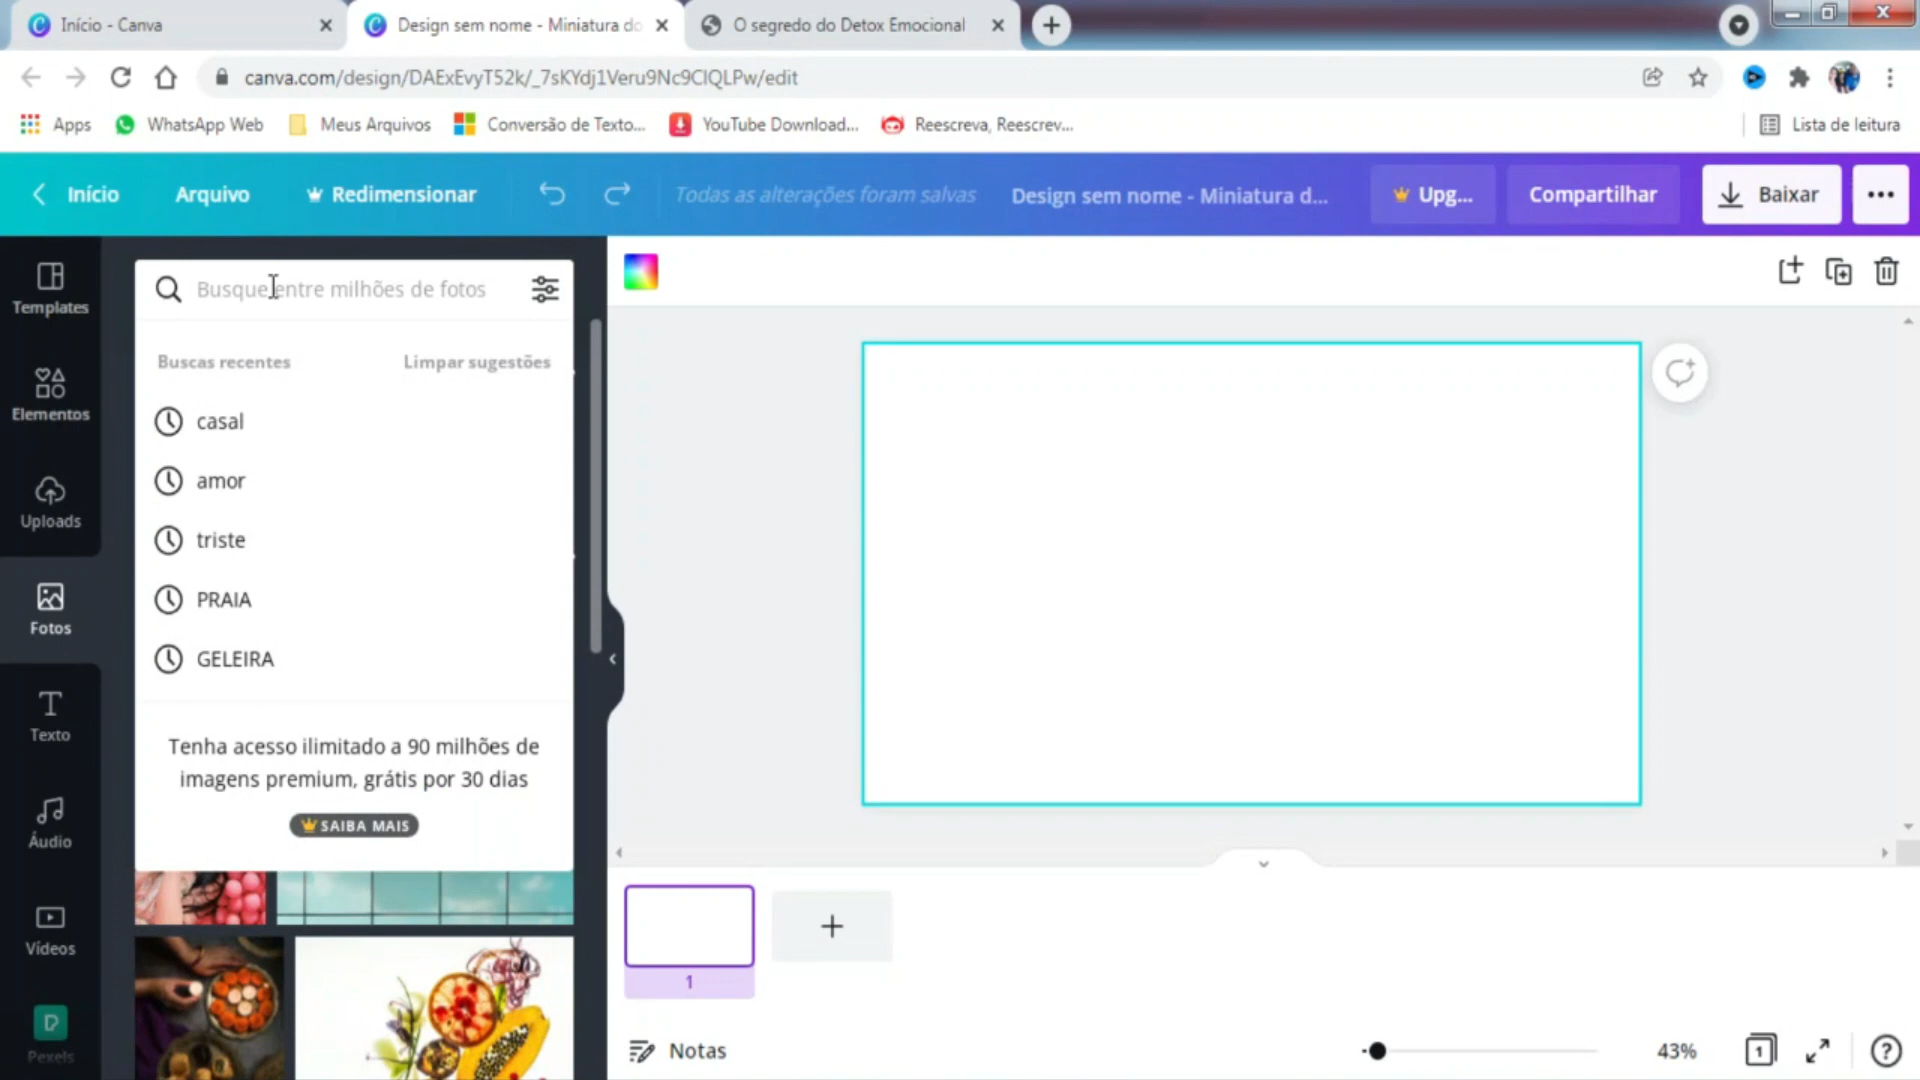 Início - Canva
Design sem nome - Miniatura do
O segredo do Detox Emocional
canva.com/design/DAExEvyT52k/_7sKYdj1Veru9Nc9CIQLPw/edit
Apps
WhatsApp Web
Meus Arquivos
Conversão de Texto...
YouTube Download...
Reescreva, Reescrev...
Lista de leitura
Início
Arquivo
Redimensionar
Todas as alterações foram salvas
Design sem nome - Miniatura d...
Upg...
Compartilhar
Baixar
Templates
Elementos
Uploads
Fotos
Texto
Áudio
Vídeos
Pexels
Busque entre milhões de fotos
Buscas recentes
Limpar sugestões
casal
amor
triste
PRAIA
GELEIRA
Tenha acesso ilimitado a 90 milhões de
imagens premium, grátis por 30 dias
SAIBA MAIS
1
Notas
43%
1